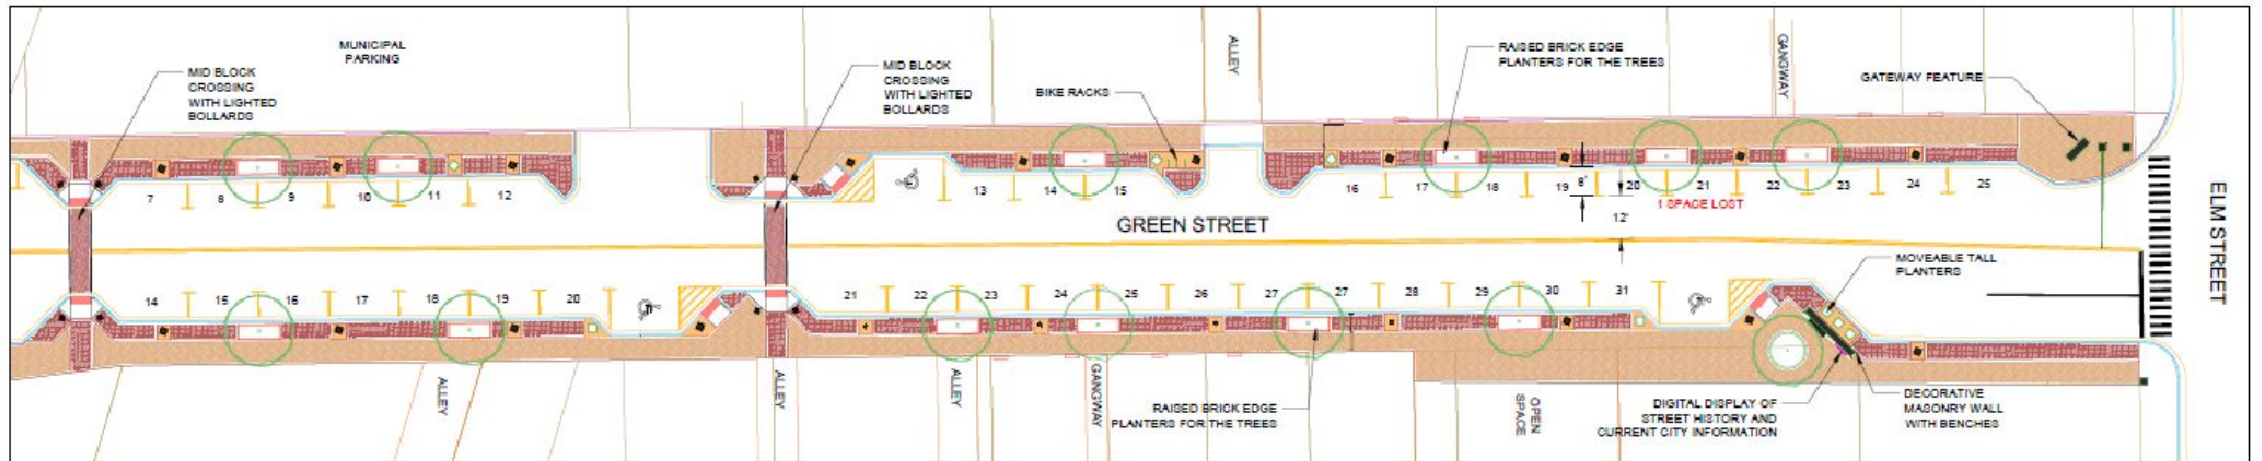 MUNICIPAL
PARKING
MID BLOCK
CROSSING
WITH LIGHTED
BOLLARDS
MID BLOCK
CROSSING
WITH LIGHTED
BOLLARDS
BIKE RACKS
ALLEY
RAISED BRICK EDGE
PLANTERS FOR THE TREES
GANGWAY
GATEWAY FEATURE
7
8
9
10
11
12
13
14
15
16
17
18
19
8'
20
21
22
23
24
25
1 SPACE LOST
12'
GREEN STREET
ELM STREET
MOVEABLE TALL
PLANTERS
14
15
16
17
18
19
20
21
22
23
24
25
26
27
27
28
29
30
31
ALLEY
ALLEY
ALLEY
GANGWAY
RAISED BRICK EDGE
PLANTERS FOR THE TREES
OPEN
SPACE
DIGITAL DISPLAY OF
STREET HISTORY AND
CURRENT CITY INFORMATION
DECORATIVE
MASONRY WALL
WITH BENCHES